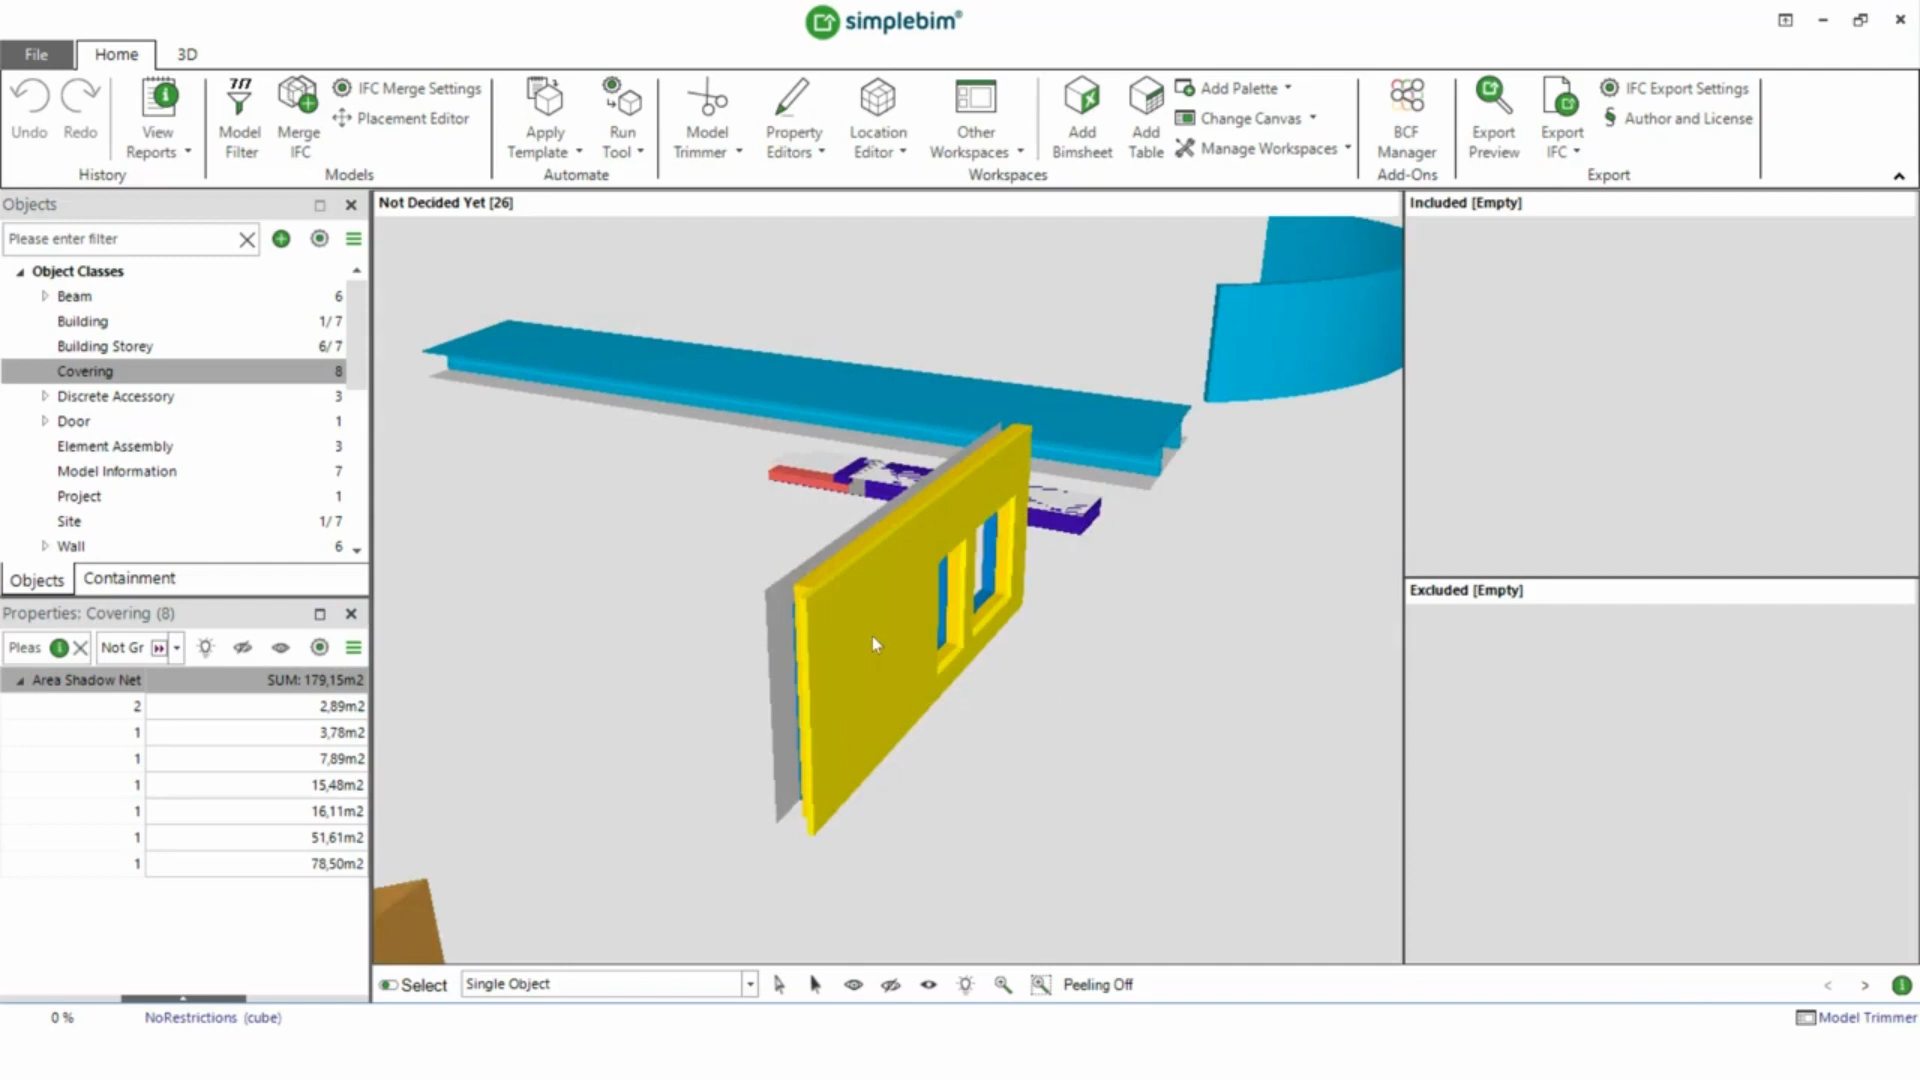 simplebim®
File
Home
3D
Undo
Redo
View Reports
History
Model Filter
Merge IFC
IFC Merge Settings
Placement Editor
Models
Apply Template
Run Tool
Automate
Model Trimmer
Property Editors
Location Editor
Other Workspaces
Add Bimsheet
Add Table
Add Palette
Change Canvas
Manage Workspaces
Workspaces
BCF Manager
Add-Ons
Export Preview
Export IFC
IFC Export Settings
Author and License
Export
Objects
Please enter filter
Object Classes
Beam 6
Building 1/ 7
Building Storey 6/ 7
Covering 8
Discrete Accessory 3
Door 1
Element Assembly 3
Model Information 7
Project 1
Site 1/ 7
Wall 6
Objects
Containment
Properties: Covering (8)
Pleas
Not Gr
Area Shadow Net SUM: 179,15m2
2 2,89m2
1 3,78m2
1 7,89m2
1 15,48m2
1 16,11m2
1 51,61m2
1 78,50m2
Not Decided Yet [26]
Included [Empty]
Excluded [Empty]
Select
Single Object
Peeling Off
0 %
NoRestrictions (cube)
Model Trimmer